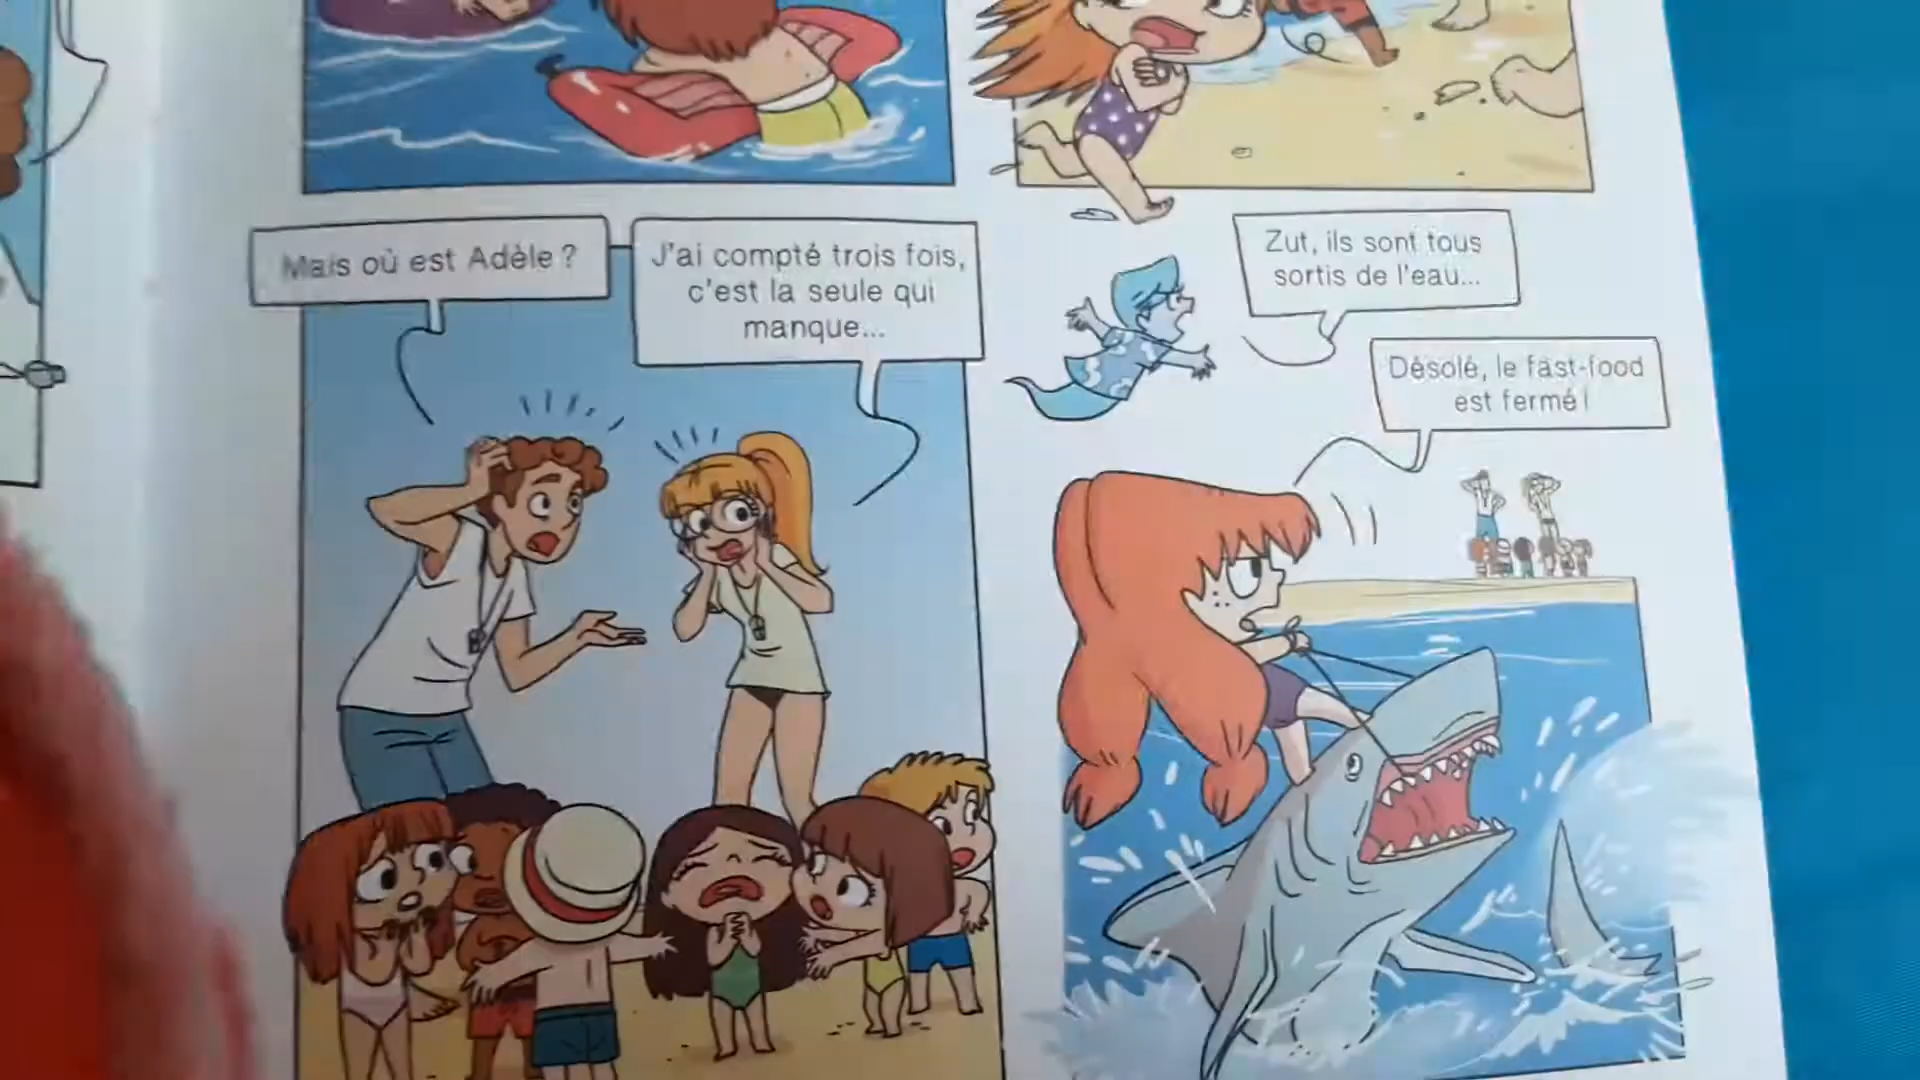 Mais où est Adèle ?
J'ai compté trois fois,
c'est la seule qui
manque...
Zut, ils sont tous
sortis de l'eau...
Désolé, le fast-food
est fermé !